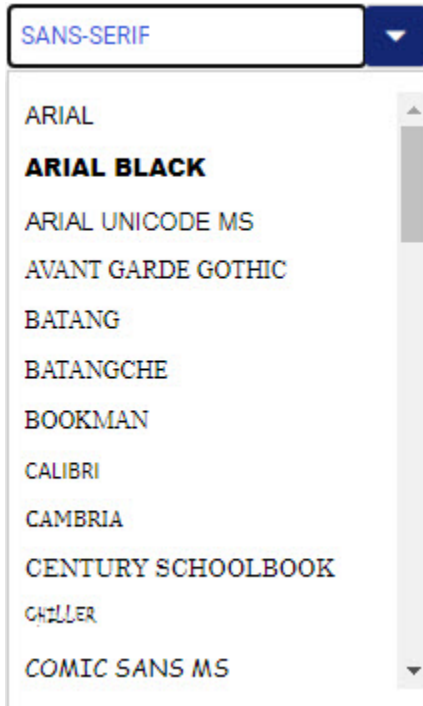 SANS-SERIF
ARIAL
ARIAL BLACK
ARIAL UNICODE MS
AVANT GARDE GOTHIC
BATANG
BATANGCHE
BOOKMAN
CALIBRI
CAMBRIA
CENTURY SCHOOLBOOK
CHILLER
COMIC SANS MS